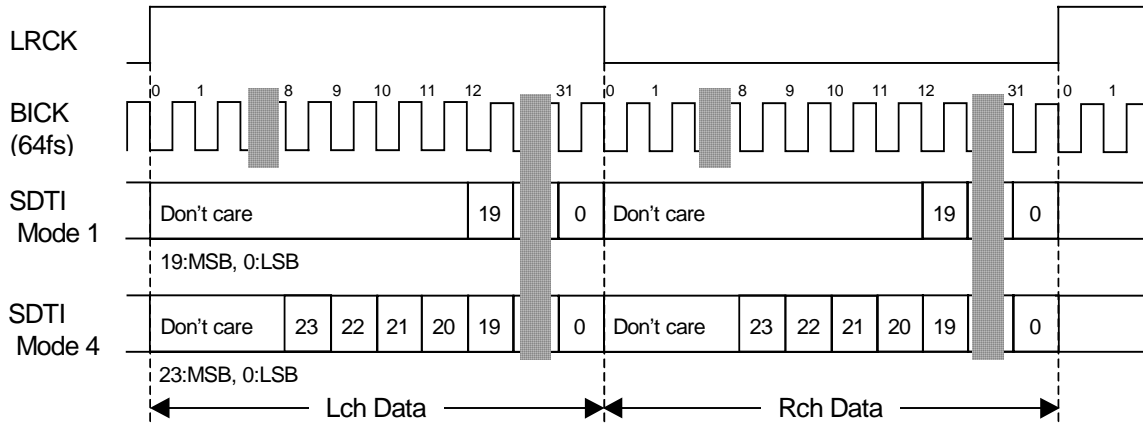 LRCK
BICK
(64fs)
0 1 8 9 10 11 12 31 0 1 8 9 10 11 12 31 0 1
SDTI
Mode 1
Don't care 19 0 Don't care 19 0
19:MSB, 0:LSB
SDTI
Mode 4
Don't care 23 22 21 20 19 0 Don't care 23 22 21 20 19 0
23:MSB, 0:LSB
Lch Data Rch Data